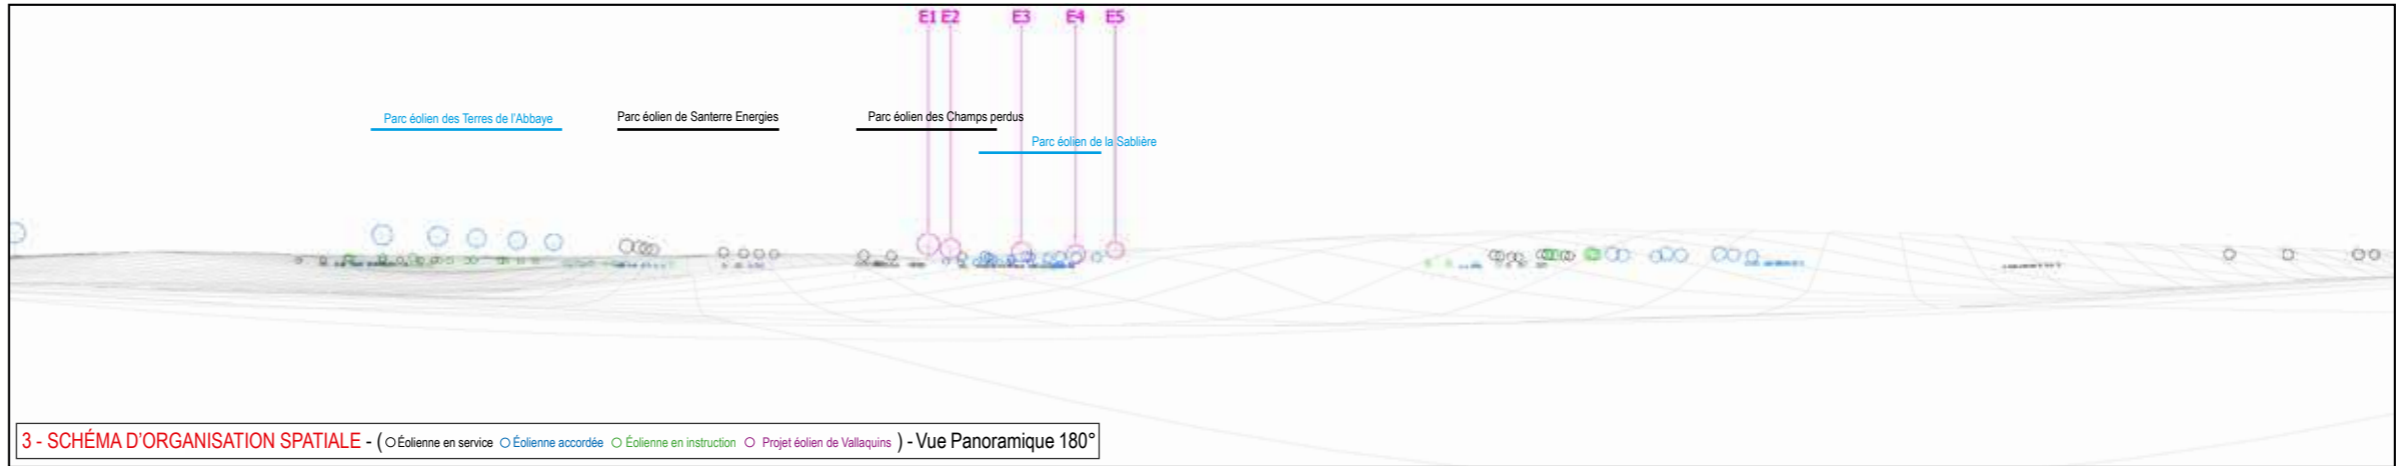 E1 E2 E3 E4 E5
Parc éolien des Terres de l'Abbaye
Parc éolien de Santerre Energies
Parc éolien des Champs perdus
Parc éolien de la Sablière
3 - SCHÉMA D'ORGANISATION SPATIALE - ( Éolienne en service Éolienne accordée Éolienne en instruction Projet éolien de Vallaquins ) - Vue Panoramique 180°